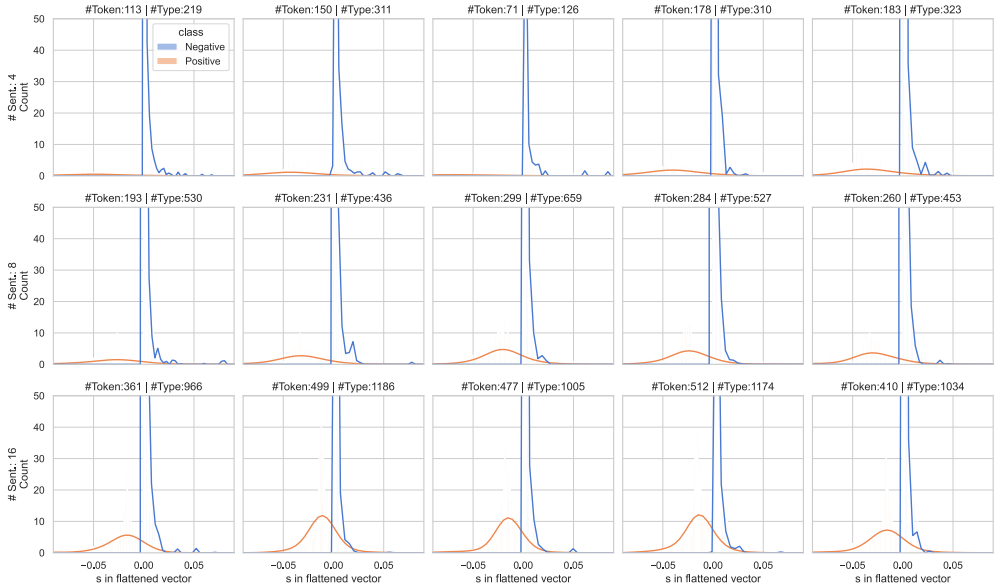 #Token:113 | #Type:219
#Token:150 | #Type:311
#Token:71 | #Type:126
#Token:178 | #Type:310
#Token:183 | #Type:323
50
40
30
20
10
0
# Sent.: 4
Count
class
Negative
Positive
#Token:193 | #Type:530
#Token:231 | #Type:436
#Token:299 | #Type:659
#Token:284 | #Type:527
#Token:260 | #Type:453
50
40
30
20
10
0
# Sent.: 8
Count
#Token:361 | #Type:966
#Token:499 | #Type:1186
#Token:477 | #Type:1005
#Token:512 | #Type:1174
#Token:410 | #Type:1034
50
40
30
20
10
0
# Sent.: 16
Count
−0.05 0.00 0.05
−0.05 0.00 0.05
−0.05 0.00 0.05
−0.05 0.00 0.05
−0.05 0.00 0.05
s in flattened vector
s in flattened vector
s in flattened vector
s in flattened vector
s in flattened vector